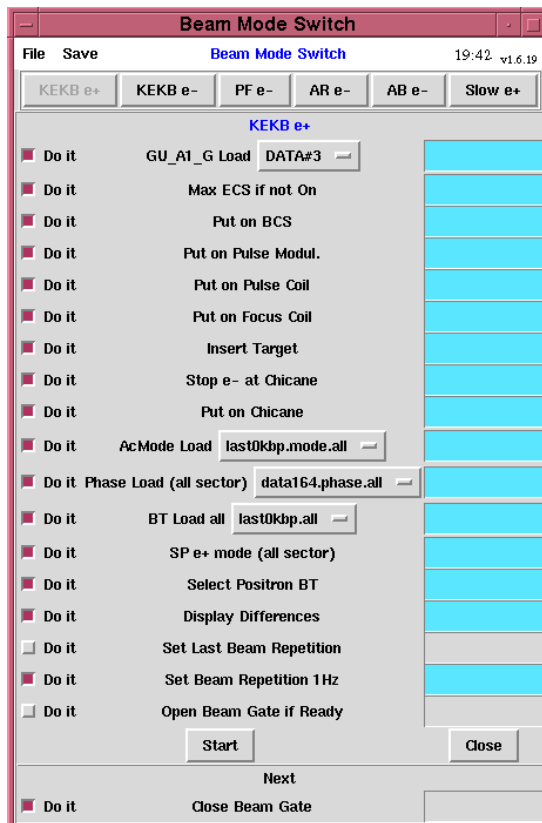 Beam Mode Switch
File Save Beam Mode Switch 19:42 v1.6.19
KEKB e+ KEKB e- PF e- AR e- AB e- Slow e+
KEKB e+
Do it GU_A1_G Load DATA#3
Do it Max ECS if not On
Do it Put on BCS
Do it Put on Pulse Modul.
Do it Put on Pulse Coil
Do it Put on Focus Coil
Do it Insert Target
Do it Stop e- at Chicane
Do it Put on Chicane
Do it AcMode Load last0kbp.mode.all
Do it Phase Load (all sector) data164.phase.all
Do it BT Load all last0kbp.all
Do it SP e+ mode (all sector)
Do it Select Positron BT
Do it Display Differences
Do it Set Last Beam Repetition
Do it Set Beam Repetition 1Hz
Do it Open Beam Gate if Ready
Start Close
Next
Do it Close Beam Gate